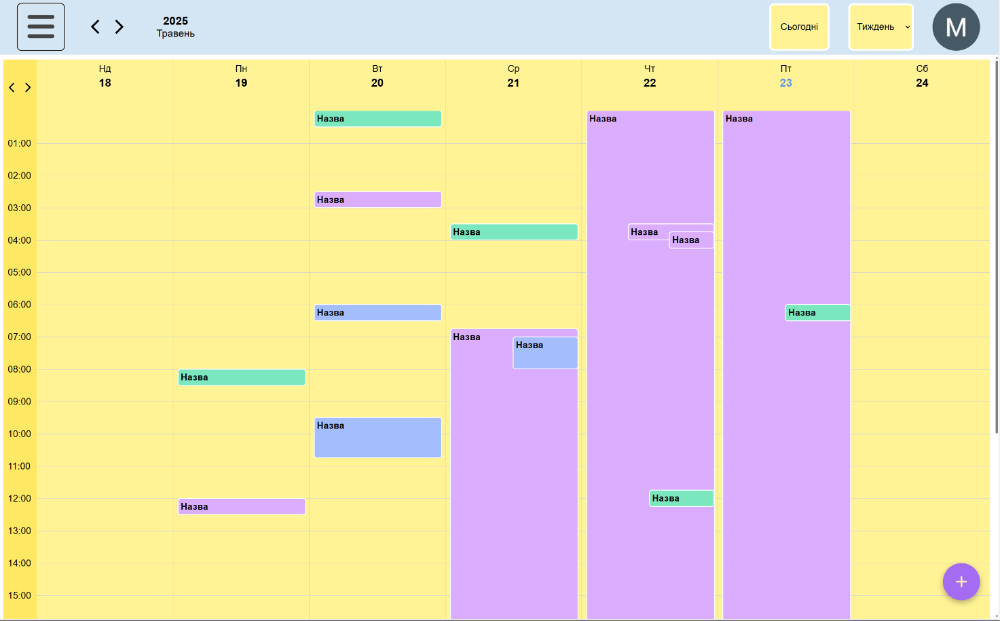 2025
Травень
Сьогодні
Тиждень
M
Нд
18
Пн
19
Вт
20
Ср
21
Чт
22
Пт
23
Сб
24
Назва
Назва
Назва
01:00
02:00
Назва
03:00
Назва
Назва
Назва
04:00
05:00
06:00
Назва
Назва
07:00
Назва
Назва
08:00
Назва
09:00
Назва
10:00
11:00
12:00
Назва
Назва
13:00
14:00
15:00